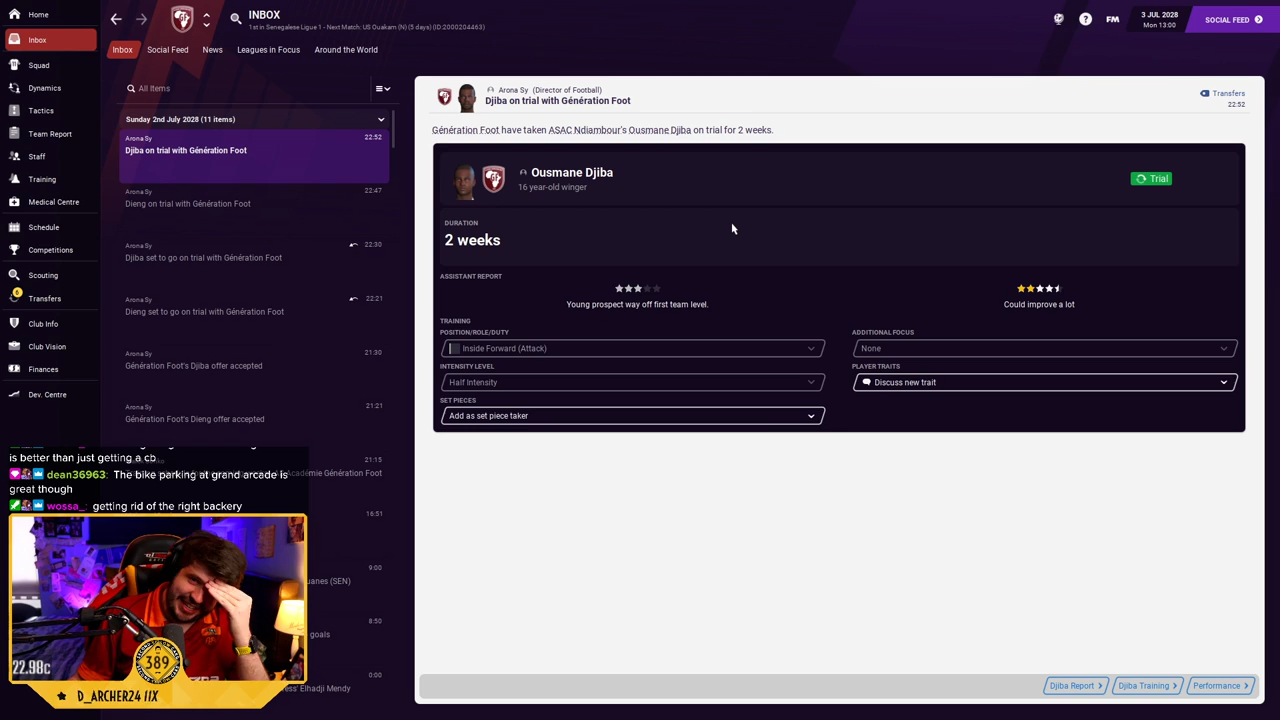 Home
INBOX
1st in Senegalese Ligue 1 - Next Match: US Ouakam (N) (5 days) (ID:2000204463)
FM
3 JUL 2028
Mon 13:00
SOCIAL FEED
Inbox
Inbox
Social Feed
News
Leagues in Focus
Around the World
Squad
Dynamics
Tactics
Team Report
Staff
Training
Medical Centre
Schedule
Competitions
Scouting
6
Transfers
Club Info
Club Vision
Finances
Dev. Centre
All Items
Sunday 2nd July 2028 (11 items)
Arona Sy
22:52
Djiba on trial with Génération Foot
Arona Sy
22:47
Dieng on trial with Génération Foot
Arona Sy
22:30
Djiba set to go on trial with Génération Foot
Arona Sy
22:21
Dieng set to go on trial with Génération Foot
Arona Sy
21:30
Génération Foot's Djiba offer accepted
Arona Sy
21:21
Génération Foot's Dieng offer accepted
21:15
Académie Génération Foot
16:51
9:00
uanes (SEN)
8:50
goals
0:00
ess' Elhadji Mendy
Arona Sy (Director of Football)
Djiba on trial with Génération Foot
Transfers
22:52
Génération Foot have taken ASAC Ndiambour's Ousmane Djiba on trial for 2 weeks.
Ousmane Djiba
16 year-old winger
Trial
DURATION
2 weeks
ASSISTANT REPORT
Young prospect way off first team level.
Could improve a lot
TRAINING
POSITION/ROLE/DUTY
Inside Forward (Attack)
ADDITIONAL FOCUS
None
INTENSITY LEVEL
Half Intensity
PLAYER TRAITS
Discuss new trait
SET PIECES
Add as set piece taker
Djiba Report
Djiba Training
Performance
is better than just getting a cb
dean36963: The bike parking at grand arcade is
great though
wossa_: getting rid of the right backery
22.98c
389
D_ARCHER24 //X